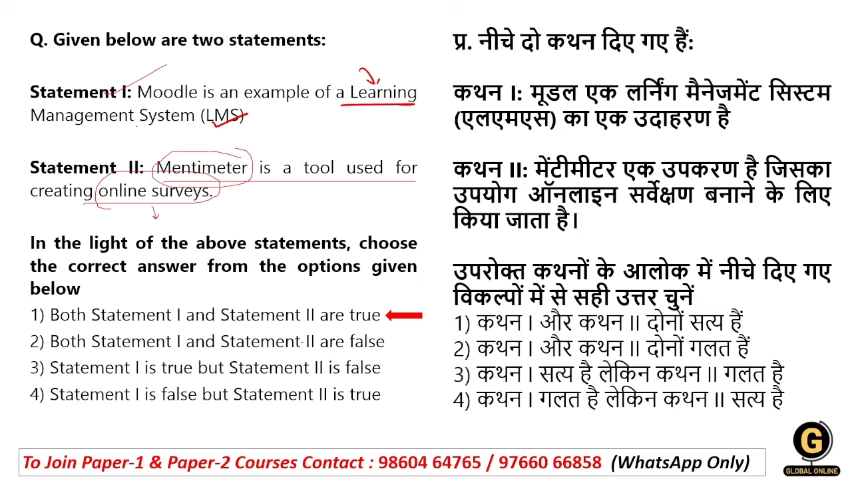 Q. Given below are two statements:
Statement I: Moodle is an example of a Learning
Management System (LMS)
Statement II: Mentimeter is a tool used for
creating online surveys.
In the light of the above statements, choose
the correct answer from the options given
below
1) Both Statement I and Statement II are true
2) Both Statement I and Statement II are false
3) Statement I is true but Statement II is false
4) Statement I is false but Statement II is true
प्र. नीचे दो कथन दिए गए हैं:
कथन I: मूडल एक लर्निंग मैनेजमेंट सिस्टम
(एलएमएस) का एक उदाहरण है
कथन II: मेंटीमीटर एक उपकरण है जिसका
उपयोग ऑनलाइन सर्वेक्षण बनाने के लिए
किया जाता है।
उपरोक्त कथनों के आलोक में नीचे दिए गए
विकल्पों में से सही उत्तर चुनें
1) कथन I और कथन II दोनों सत्य हैं
2) कथन I और कथन II दोनों गलत हैं
3) कथन I सत्य है लेकिन कथन II गलत है
4) कथन I गलत है लेकिन कथन II सत्य है
G
GLOBAL ONLINE
To Join Paper-1 & Paper-2 Courses Contact : 98604 64765 / 97660 66858 (WhatsApp Only)